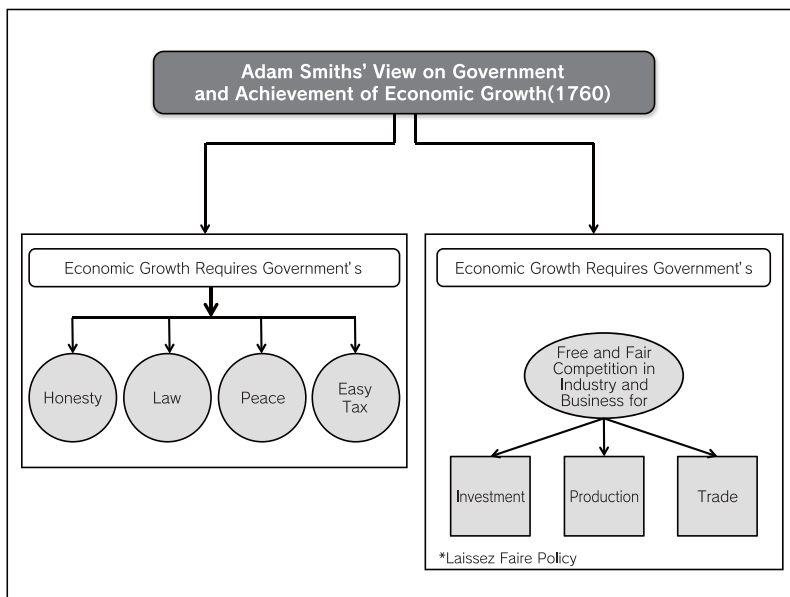 Adam Smiths' View on Government
and Achievement of Economic Growth(1760)
Economic Growth Requires Government's
Honesty
Law
Peace
Easy
Tax
Economic Growth Requires Government's
Free and Fair
Competition in
Industry and
Business for
Investment
Production
Trade
*Laissez Faire Policy